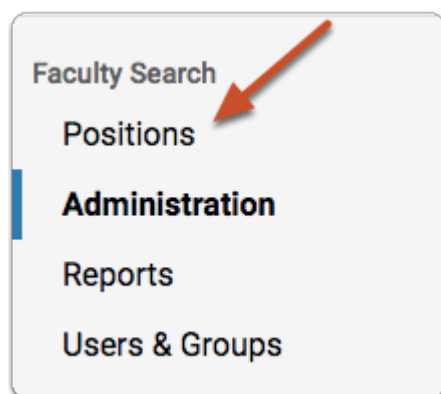 Faculty Search
Positions
Administration
Reports
Users & Groups